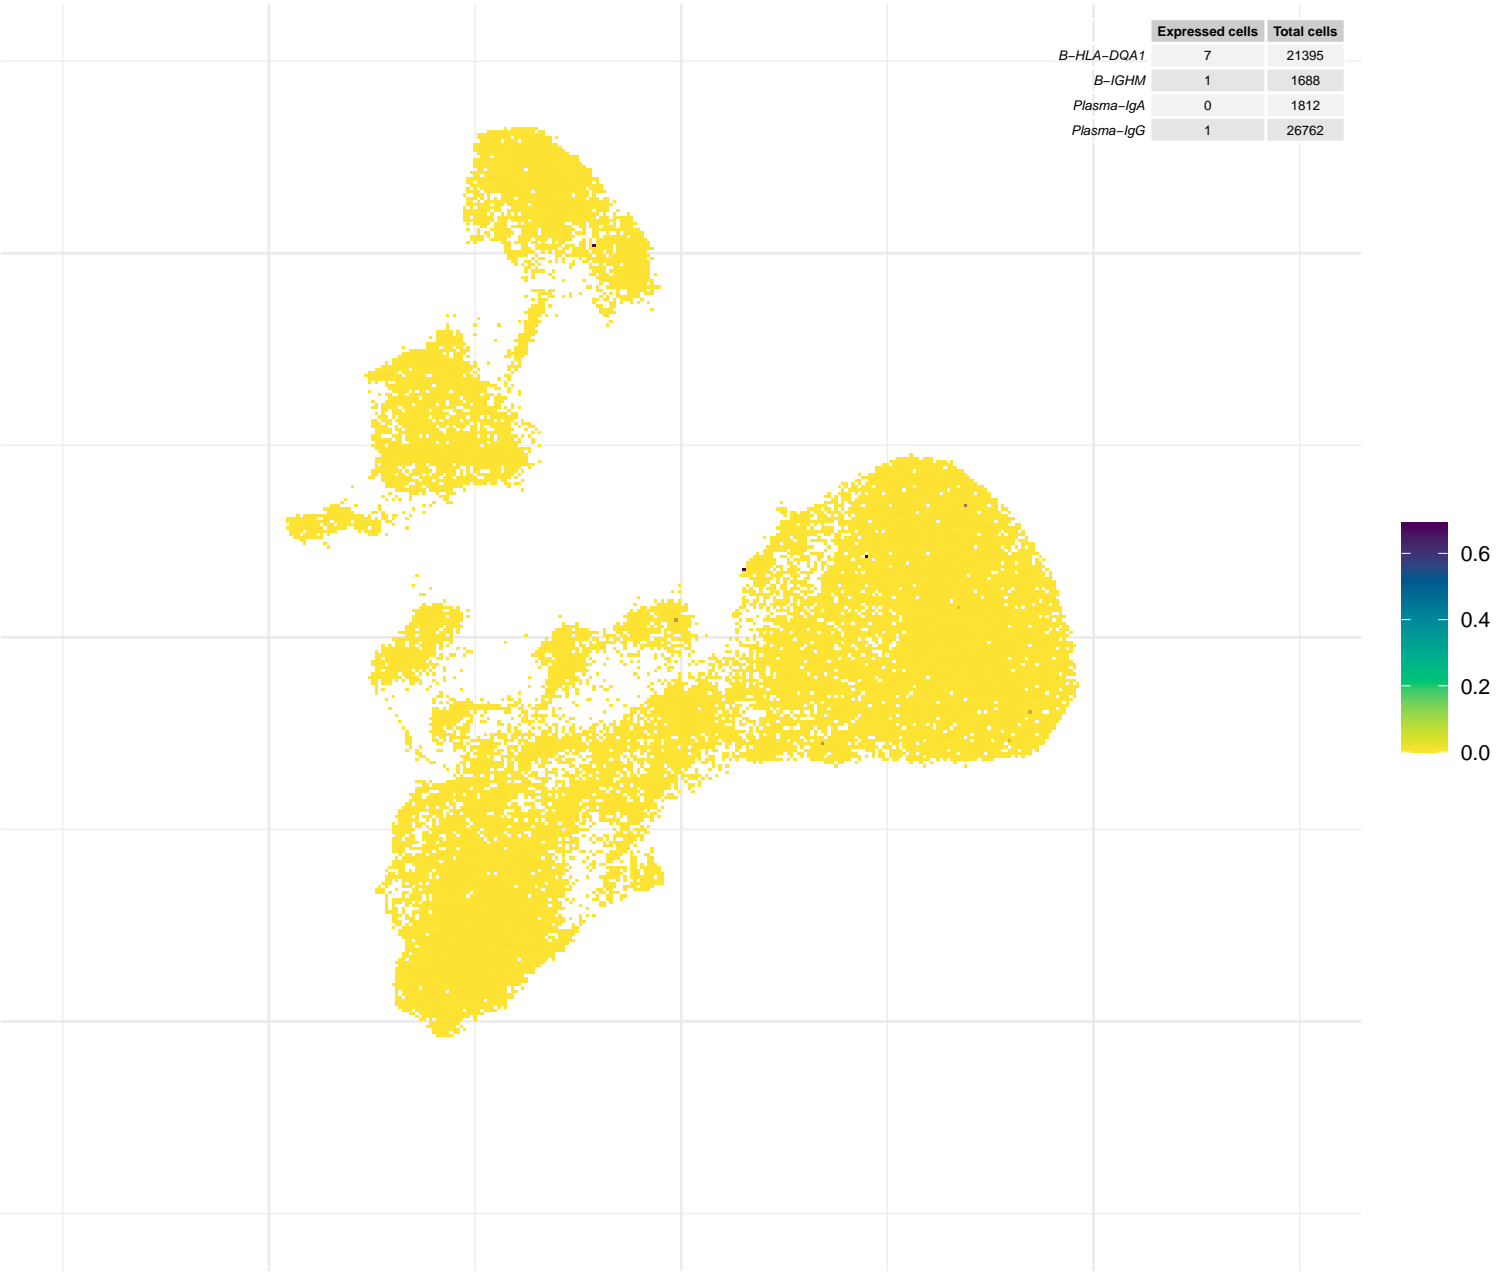 Expressed cells Total cells
B−HLA−DQA1 7 21395
B−IGHM 1 1688
Plasma−IgA 0 1812
Plasma−IgG 1 26762
0.6
0.4
0.2
0.0